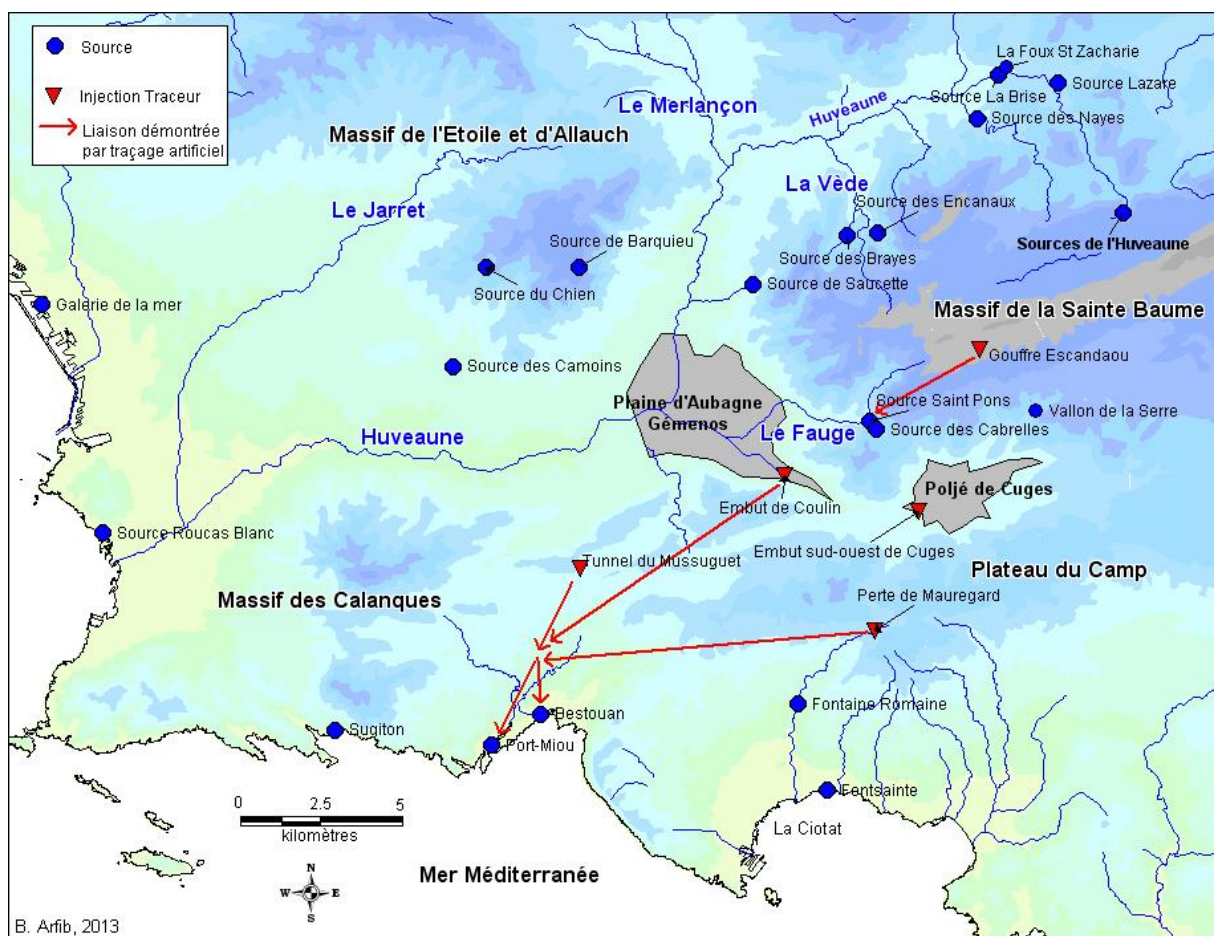 Source
Injection Traceur
Liaison démontrée
par traçage artificiel
La Foux St Zacharie
Source Lazare
Source La Brise
Source des Nayes
Huveaune
Le Merlançon
Massif de l'Etoile et d'Allauch
La Vède
Source des Encanaux
Le Jarret
Sources de l'Huveaune
Source de Barquieu
Source des Brayes
Source du Chien
Source de Saucette
Galerie de la mer
Massif de la Sainte Baume
Gouffre Escandaou
Source des Camoins
Plaine d'Aubagne
Gémenos
Source Saint Pons
Vallon de la Serre
Huveaune
Le Fauge
Source des Cabrelles
Poljé de Cuges
Embut de Coulin
Source Roucas Blanc
Embut sud-ouest de Cuges
Tunnel du Mussuguet
Plateau du Camp
Massif des Calanques
Perte de Mauregard
Fontaine Romaine
Bestouan
Sugiton
Port-Miou
Fontsainte
0 2.5 5
kilomètres
La Ciotat
Mer Méditerranée
N
W E
S
B. Arfib, 2013